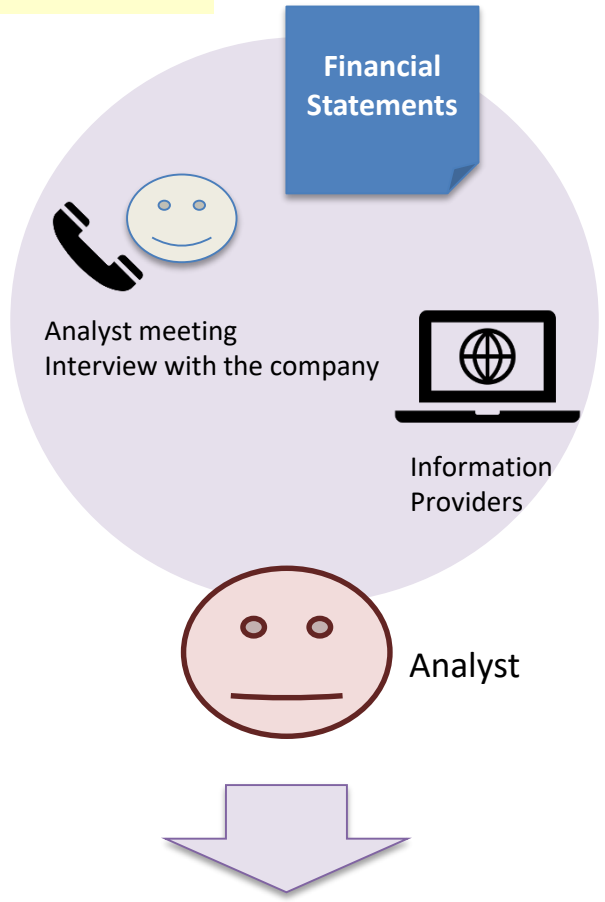 Financial
Statements
Analyst meeting
Interview with the company
Information
Providers
Analyst